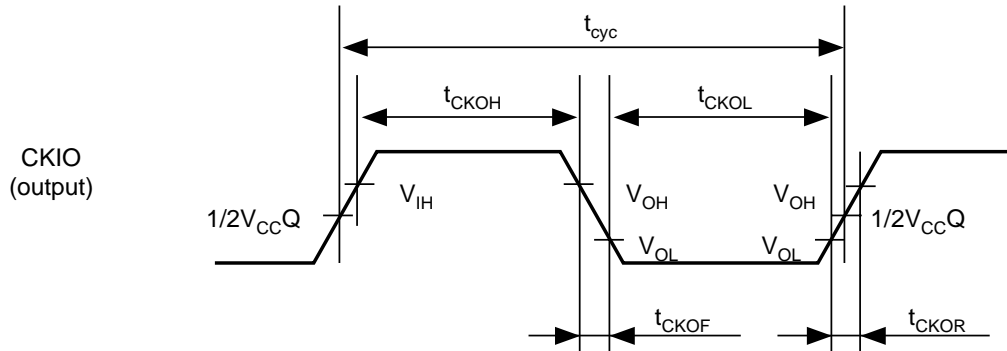 tcyc
tCKOH
tCKOL
CKIO
(output)
VIH
VOH
VOH
1/2VCCQ
1/2VCCQ
VOL
VOL
tCKOF
tCKOR